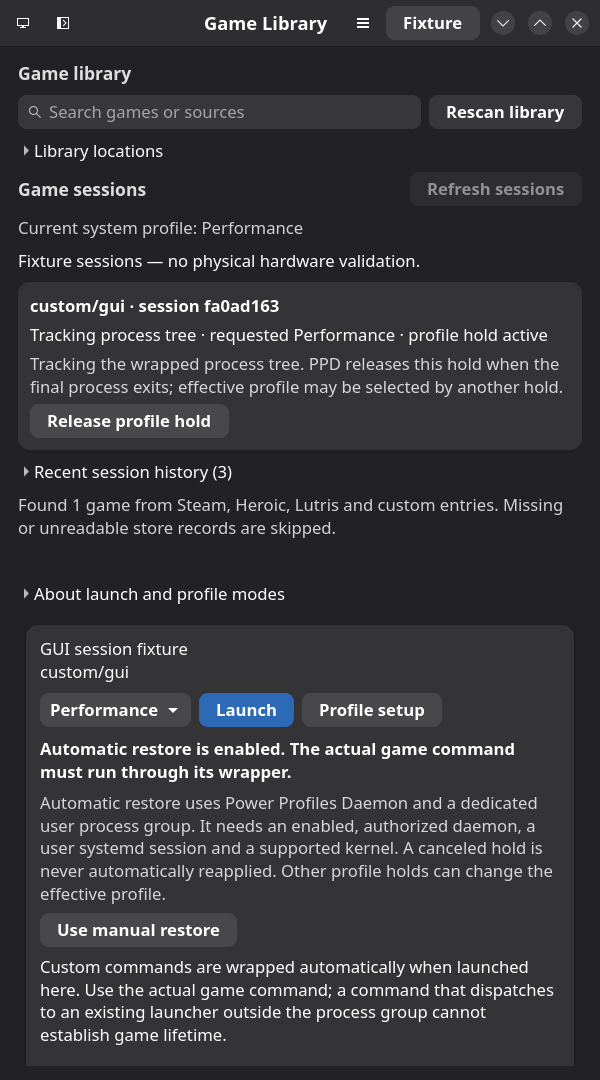 Game Library
Fixture
Game library
Search games or sources
Rescan library
Library locations
Game sessions
Refresh sessions
Current system profile: Performance
Fixture sessions — no physical hardware validation.
custom/gui · session fa0ad163
Tracking process tree · requested Performance · profile hold active
Tracking the wrapped process tree. PPD releases this hold when the
final process exits; effective profile may be selected by another hold.
Release profile hold
Recent session history (3)
Found 1 game from Steam, Heroic, Lutris and custom entries. Missing
or unreadable store records are skipped.
About launch and profile modes
GUI session fixture
custom/gui
Performance
Launch
Profile setup
Automatic restore is enabled. The actual game command
must run through its wrapper.
Automatic restore uses Power Profiles Daemon and a dedicated
user process group. It needs an enabled, authorized daemon, a
user systemd session and a supported kernel. A canceled hold is
never automatically reapplied. Other profile holds can change the
effective profile.
Use manual restore
Custom commands are wrapped automatically when launched
here. Use the actual game command; a command that dispatches
to an existing launcher outside the process group cannot
establish game lifetime.